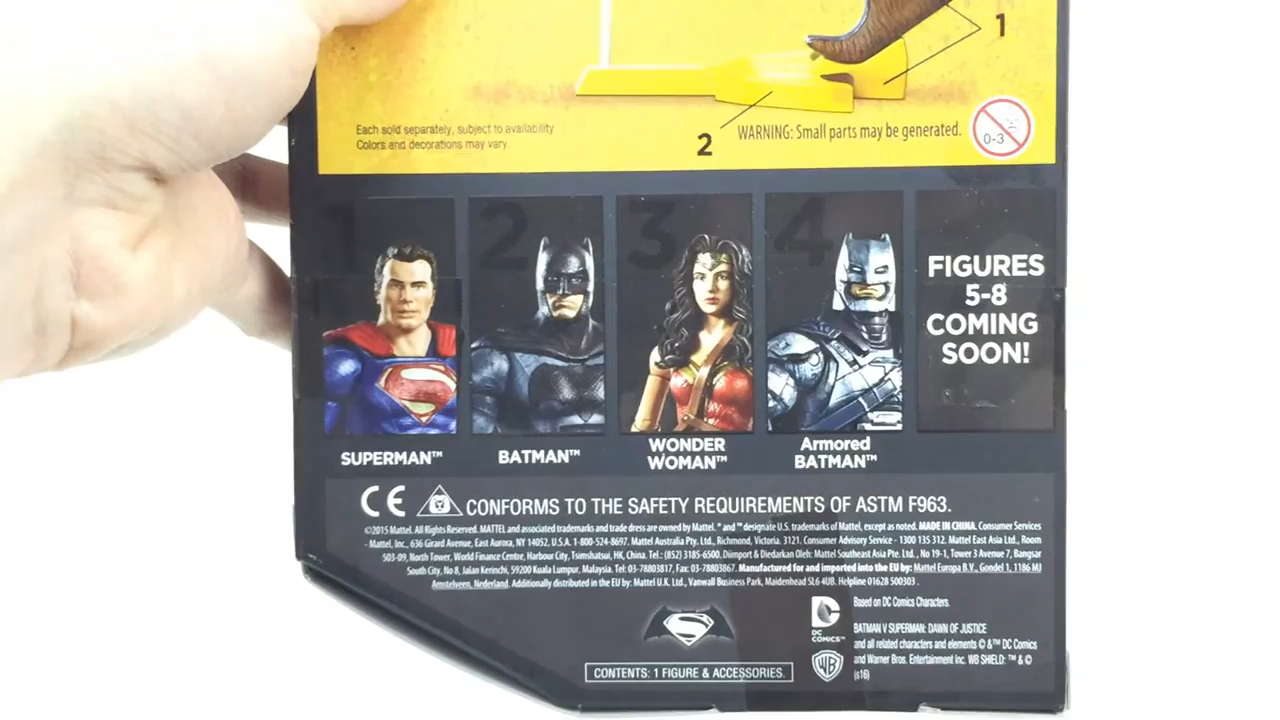 1
Each sold separately, subject to availability
Colors and decorations may vary
2
WARNING: Small parts may be generated.
0-3
1
2
3
4
FIGURES
5-8
COMING
SOON!
SUPERMAN™
BATMAN™
WONDER
WOMAN™
Armored
BATMAN™
CE
CONFORMS TO THE SAFETY REQUIREMENTS OF ASTM F963.
©2015 Mattel. All Rights Reserved. MATTEL and associated trademarks and trade dress are owned by Mattel. ® and ™ designate U.S. trademarks of Mattel, except as noted. MADE IN CHINA. Consumer Services
- Mattel, Inc., 636 Girard Avenue, East Aurora, NY 14052, U.S.A. 1-800-524-8697. Mattel Australia Pty. Ltd., Richmond, Victoria. 3121. Consumer Advisory Service - 1300 135 312. Mattel East Asia Ltd., Room
503-09, North Tower, World Finance Centre, Harbour City, Tsimshatsui, HK, China. Tel.: (852) 3185-6500. Diimport & Diedarkan Oleh: Mattel Southeast Asia Pte. Ltd., No 19-1, Tower 3 Avenue 7, Bangsar
South City, No 8, Jalan Kerinchi, 59200 Kuala Lumpur, Malaysia. Tel: 03-78803817, Fax: 03-78803867. Manufactured for and imported into the EU by: Mattel Europa B.V., Gondel 1, 1186 MJ
Amstelveen, Nederland. Additionally distributed in the EU by: Mattel U.K. Ltd., Vanwall Business Park, Maidenhead SL6 4UB. Helpline 01628 500303.
DC
COMICS™
Based on DC Comics Characters.
BATMAN V SUPERMAN: DAWN OF JUSTICE
and all related characters and elements © & ™ DC Comics
and Warner Bros. Entertainment Inc. WB SHIELD: ™ & ©
(s16)
WB
CONTENTS: 1 FIGURE & ACCESSORIES.